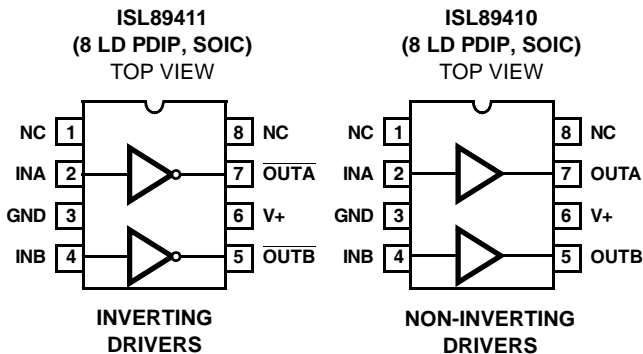 ISL89411
(8 LD PDIP, SOIC)
TOP VIEW
NC 1
8 NC
INA 2
7 OUTA
GND 3
6 V+
INB 4
5 OUTB
INVERTING
DRIVERS
ISL89410
(8 LD PDIP, SOIC)
TOP VIEW
NC 1
8 NC
INA 2
7 OUTA
GND 3
6 V+
INB 4
5 OUTB
NON-INVERTING
DRIVERS